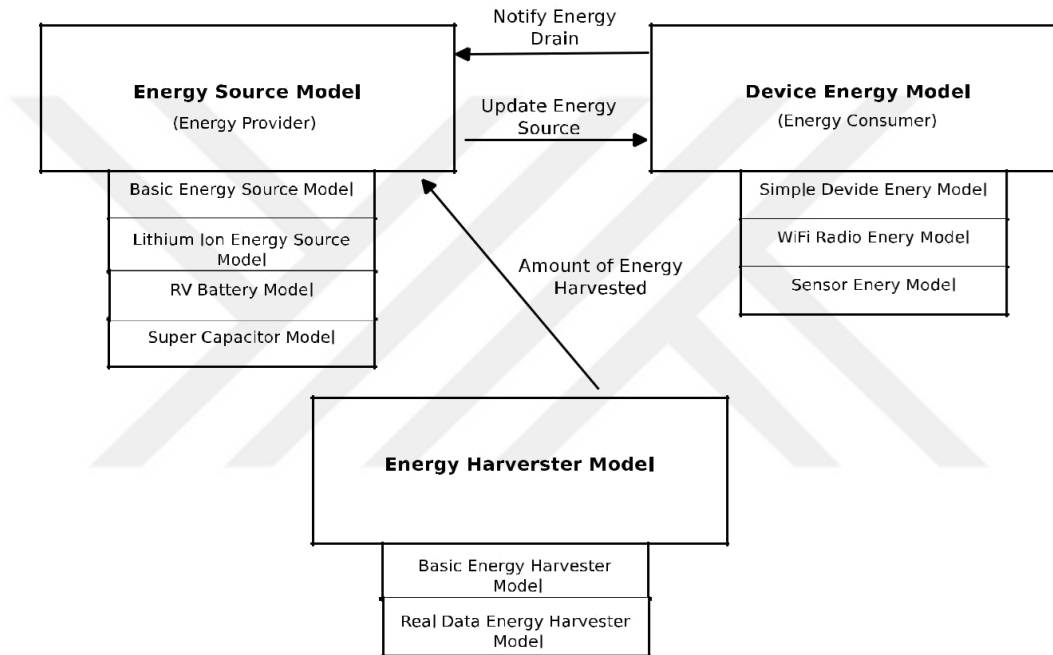 Notify Energy
Drain
Energy Source Model
(Energy Provider)
Update Energy
Source
Device Energy Model
(Energy Consumer)
Basic Energy Source Model
Lithium Ion Energy Source
Model
RV Battery Model
Super Capacitor Model
Simple Devide Enery Model
WiFi Radio Enery Model
Sensor Enery Model
Amount of Energy
Harvested
Energy Harverster Model
Basic Energy Harvester
Model
Real Data Energy Harvester
Model